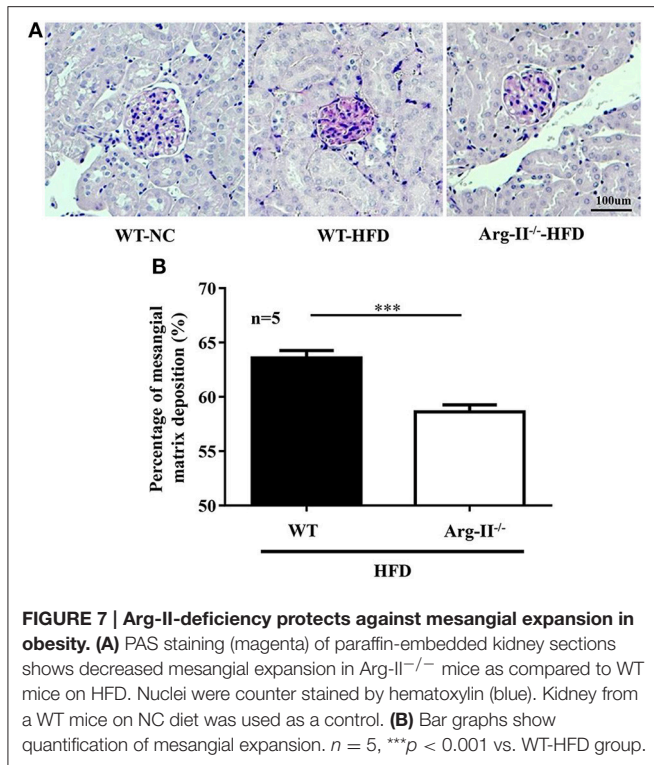 A
100um
WT-NC WT-HFD Arg-II-/--HFD
B
Percentage of mesangial
matrix deposition (%)
70
65
60
55
50
n=5
***
WT Arg-II-/-
HFD
FIGURE 7 | Arg-II-deficiency protects against mesangial expansion in
obesity. (A) PAS staining (magenta) of paraffin-embedded kidney sections
shows decreased mesangial expansion in Arg-II−/− mice as compared to WT
mice on HFD. Nuclei were counter stained by hematoxylin (blue). Kidney from
a WT mice on NC diet was used as a control. (B) Bar graphs show
quantification of mesangial expansion. n = 5, ***p < 0.001 vs. WT-HFD group.